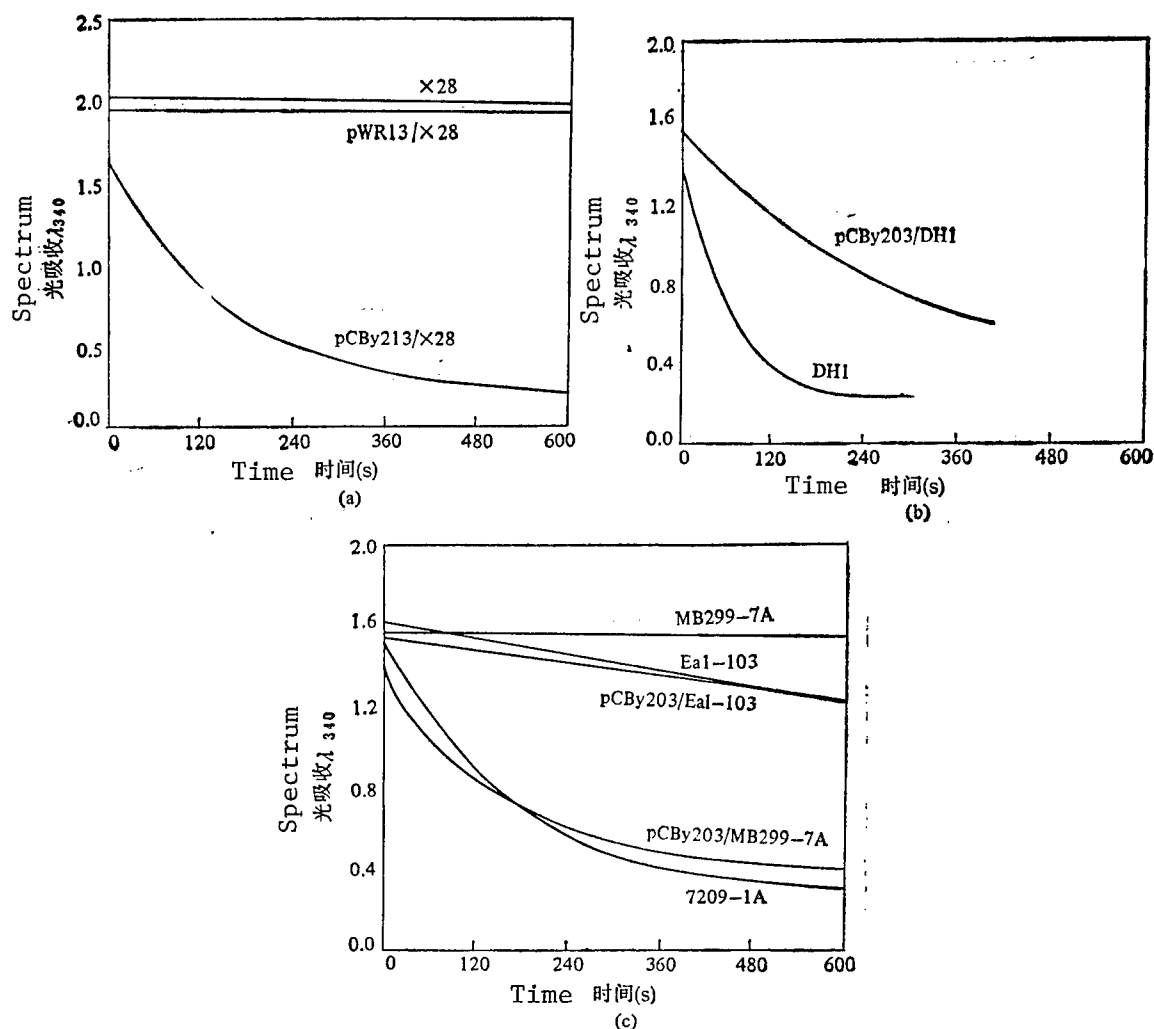 2.5
2.0
1.5
1.0
0.5
0.0
×28
pWR13/×28
pCBy213/×28
Spectrum
光吸收λ340
0 120 240 360 480 600
Time 时间(s)
(a)
2.0
1.6
1.2
0.8
0.4
0.0
pCBy203/DH1
DH1
Spectrum
光吸收λ 340
0 120 240 360 480 600
Time 时间(s)
(b)
2.0
1.6
1.2
0.8
0.4
0.0
MB299-7A
Ea1-103
pCBy203/Ea1-103
pCBy203/MB299-7A
7209-1A
Spectrum
光吸收λ 340
0 120 240 360 480 600
Time 时间(s)
(c)